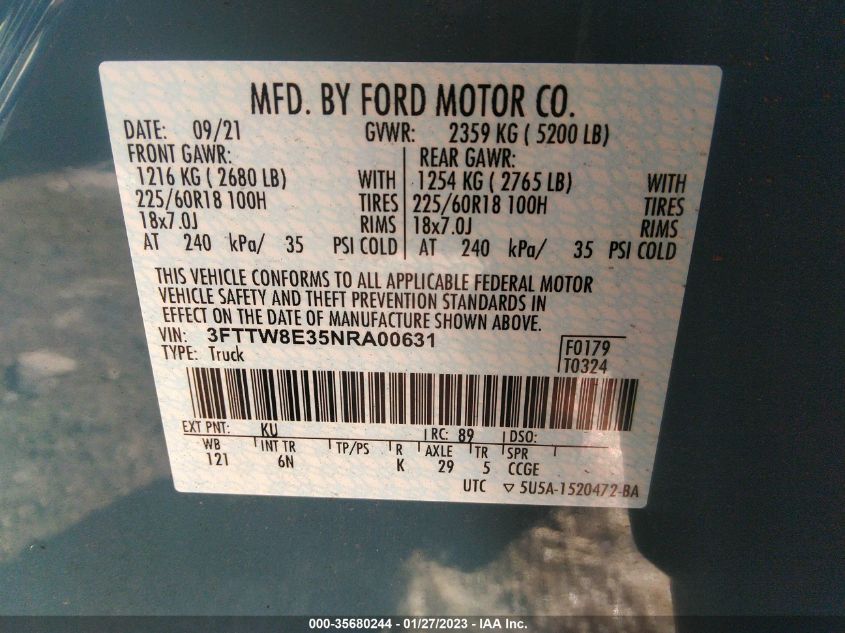 MFD. BY FORD MOTOR CO.
DATE: 09/21 GVWR: 2359 KG ( 5200 LB)
FRONT GAWR: REAR GAWR:
1216 KG ( 2680 LB) WITH 1254 KG ( 2765 LB) WITH
225/60R18 100H TIRES 225/60R18 100H TIRES
18x7.0J RIMS 18x7.0J RIMS
AT 240 kPa/ 35 PSI COLD AT 240 kPa/ 35 PSI COLD
THIS VEHICLE CONFORMS TO ALL APPLICABLE FEDERAL MOTOR
VEHICLE SAFETY AND THEFT PREVENTION STANDARDS IN
EFFECT ON THE DATE OF MANUFACTURE SHOWN ABOVE.
VIN: 3FTTW8E35NRA00631 F0179
TYPE: Truck T0324
EXT PNT: KU RC: 89 DSO:
WB INT TR TP/PS R AXLE TR SPR
121 6N K 29 5 CCGE
UTC ▽ 5U5A-1520472-BA
000-35680244 / 01/27/2023 / IAA Inc.